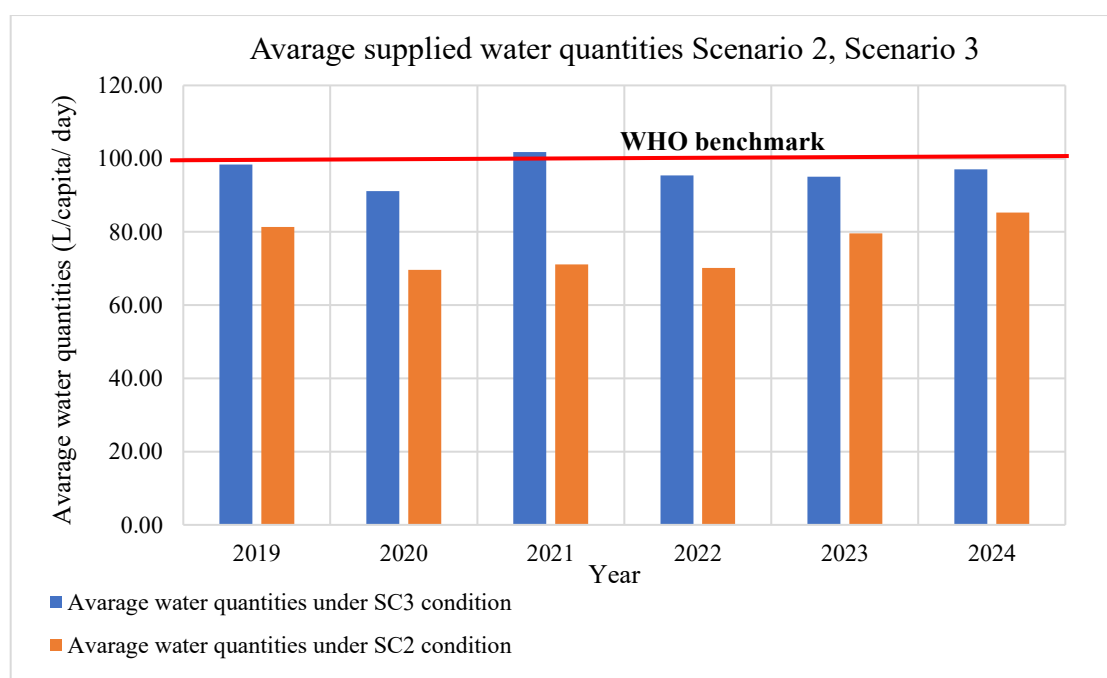 Avarage supplied water quantities Scenario 2, Scenario 3
Avarage water quantities (L/capita/ day)
120.00
100.00
80.00
60.00
40.00
20.00
0.00
WHO benchmark
2019 2020 2021 2022 2023 2024
Year
Avarage water quantities under SC3 condition
Avarage water quantities under SC2 condition